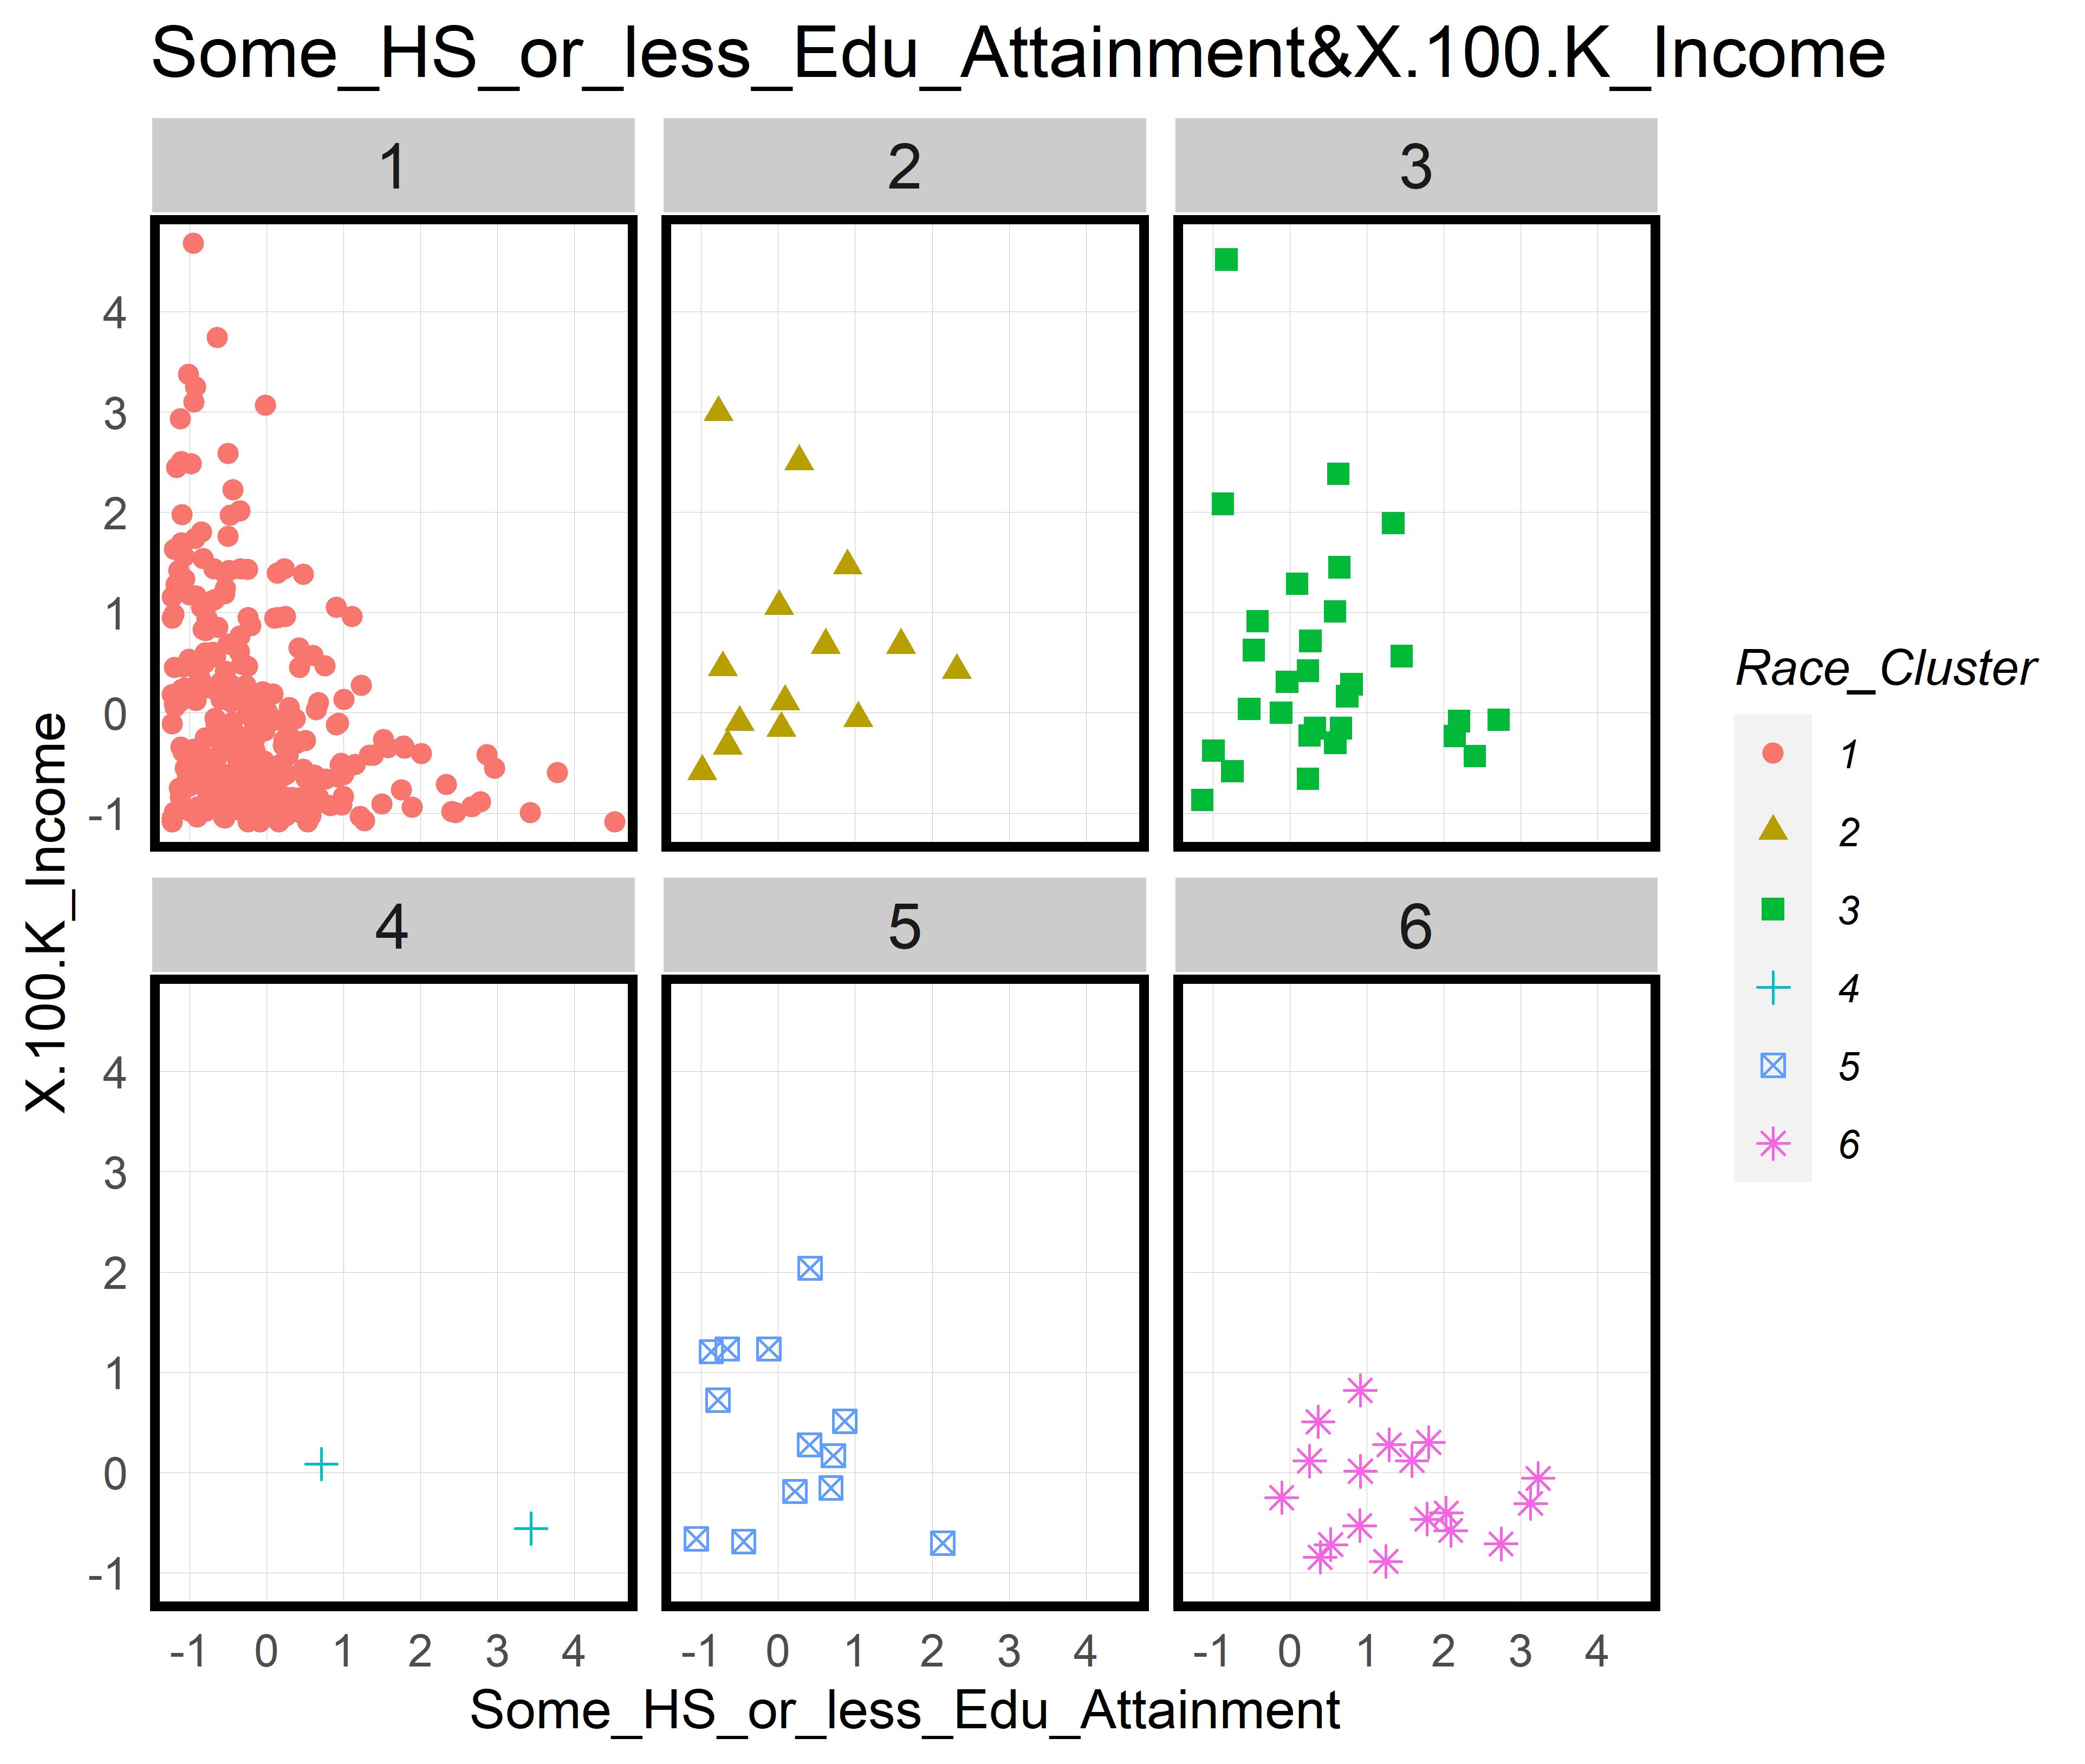 Some_HS_or_less_Edu_Attainment&X.100.K_Income
1 2 3
4
3
2
1
0
-1
4 5 6
4
3
2
1
0
-1
-1 0 1 2 3 4 -1 0 1 2 3 4 -1 0 1 2 3 4
Some_HS_or_less_Edu_Attainment
X.100.K_Income
Race_Cluster
1
2
3
4
5
6